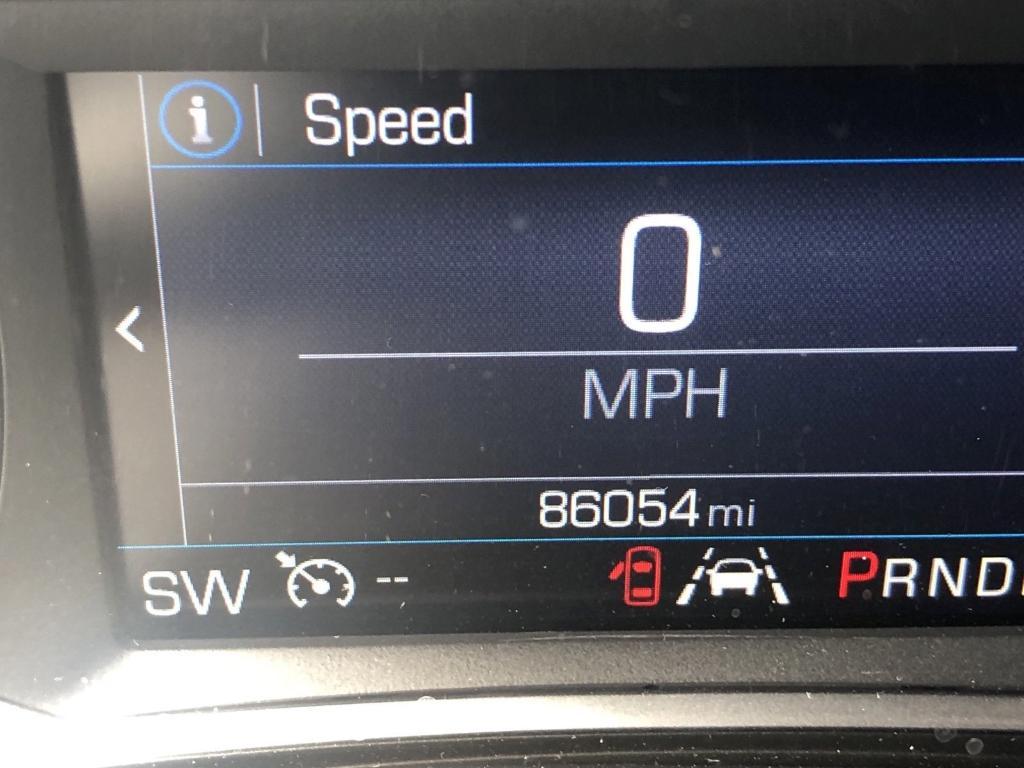 i Speed
0
MPH
86054 mi
SW -- PRND